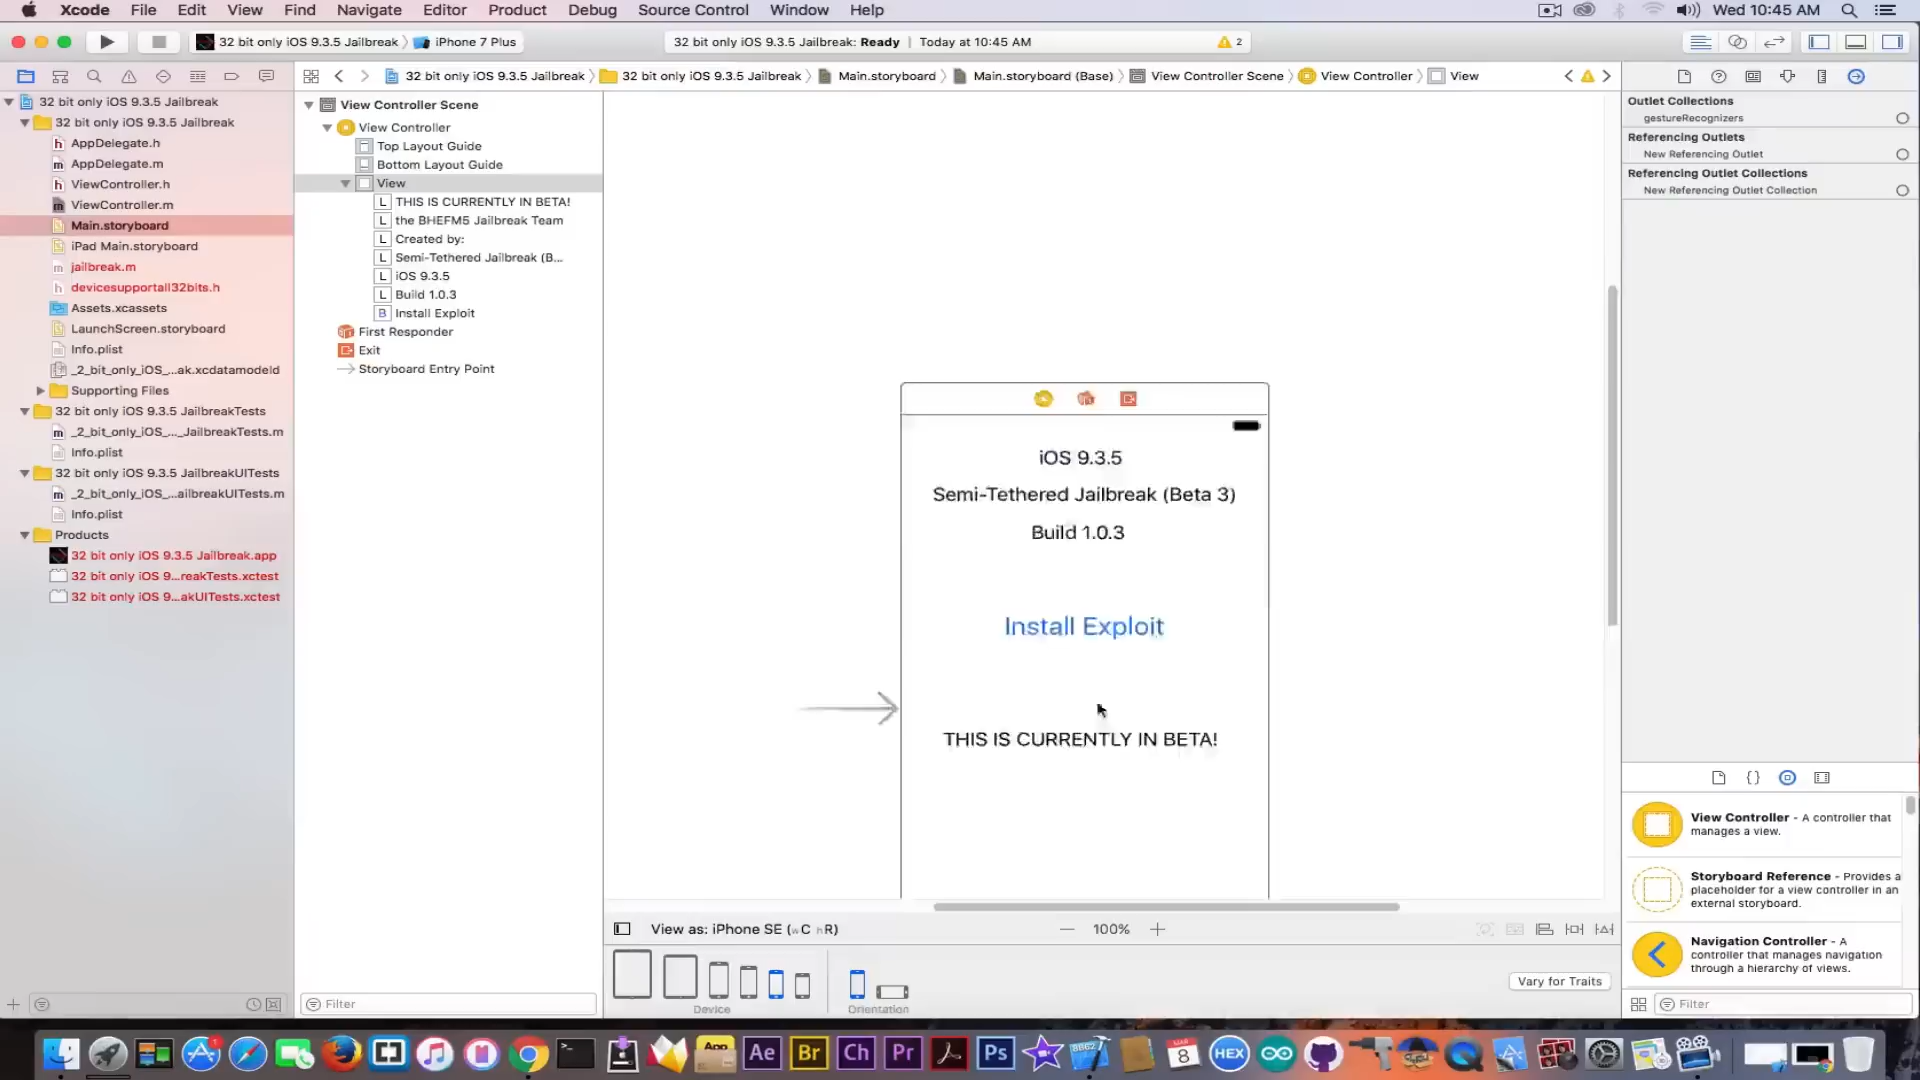 Xcode File Edit View Find Navigate Editor Product Debug Source Control Window Help Wed 10:45 AM
32 bit only iOS 9.3.5 Jailbreak iPhone 7 Plus
32 bit only iOS 9.3.5 Jailbreak: Ready | Today at 10:45 AM 2
32 bit only iOS 9.3.5 Jailbreak 32 bit only iOS 9.3.5 Jailbreak Main.storyboard Main.storyboard (Base) View Controller Scene View Controller View
32 bit only iOS 9.3.5 Jailbreak
32 bit only iOS 9.3.5 Jailbreak
AppDelegate.h
AppDelegate.m
ViewController.h
ViewController.m
Main.storyboard
iPad Main.storyboard
jailbreak.m
devicesupportall32bits.h
Assets.xcassets
LaunchScreen.storyboard
Info.plist
_2_bit_only_iOS_...ak.xcdatamodeld
Supporting Files
32 bit only iOS 9.3.5 JailbreakTests
_2_bit_only_iOS_..._JailbreakTests.m
Info.plist
32 bit only iOS 9.3.5 JailbreakUITests
_2_bit_only_iOS_...ailbreakUITests.m
Info.plist
Products
32 bit only iOS 9.3.5 Jailbreak.app
32 bit only iOS 9...reakTests.xctest
32 bit only iOS 9...akUITests.xctest
View Controller Scene
View Controller
Top Layout Guide
Bottom Layout Guide
View
L THIS IS CURRENTLY IN BETA!
L the BHEFM5 Jailbreak Team
L Created by:
L Semi-Tethered Jailbreak (B...
L iOS 9.3.5
L Build 1.0.3
B Install Exploit
First Responder
Exit
Storyboard Entry Point
Filter
iOS 9.3.5
Semi-Tethered Jailbreak (Beta 3)
Build 1.0.3
Install Exploit
THIS IS CURRENTLY IN BETA!
View as: iPhone SE (wC hR)
100%
Device
Orientation
Vary for Traits
Outlet Collections
gestureRecognizers
Referencing Outlets
New Referencing Outlet
Referencing Outlet Collections
New Referencing Outlet Collection
View Controller - A controller that
manages a view.
Storyboard Reference - Provides a
placeholder for a view controller in an
external storyboard.
Navigation Controller - A
controller that manages navigation
through a hierarchy of views.
Filter
App Ae Br Ch Pr Ps MAR 8 HEX